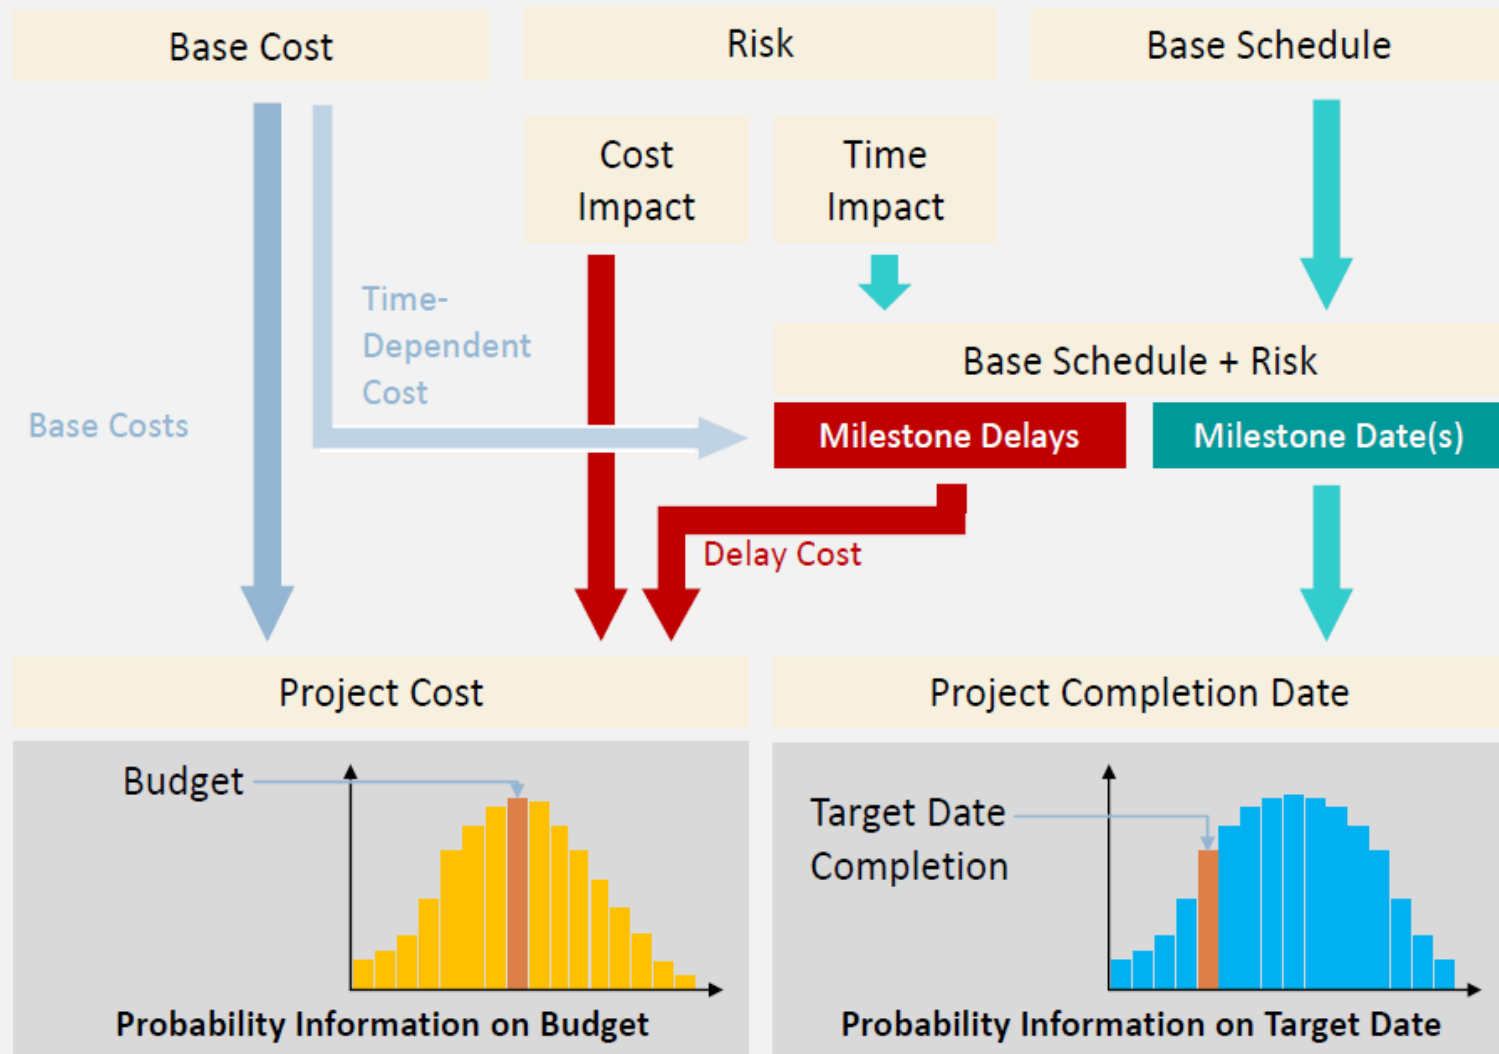 Base Cost
Risk
Base Schedule
Cost
Impact
Time
Impact
Time-
Dependent
Cost
Base Costs
Base Schedule + Risk
Milestone Delays
Milestone Date(s)
Delay Cost
Project Cost
Project Completion Date
Budget
Target Date
Completion
Probability Information on Budget
Probability Information on Target Date